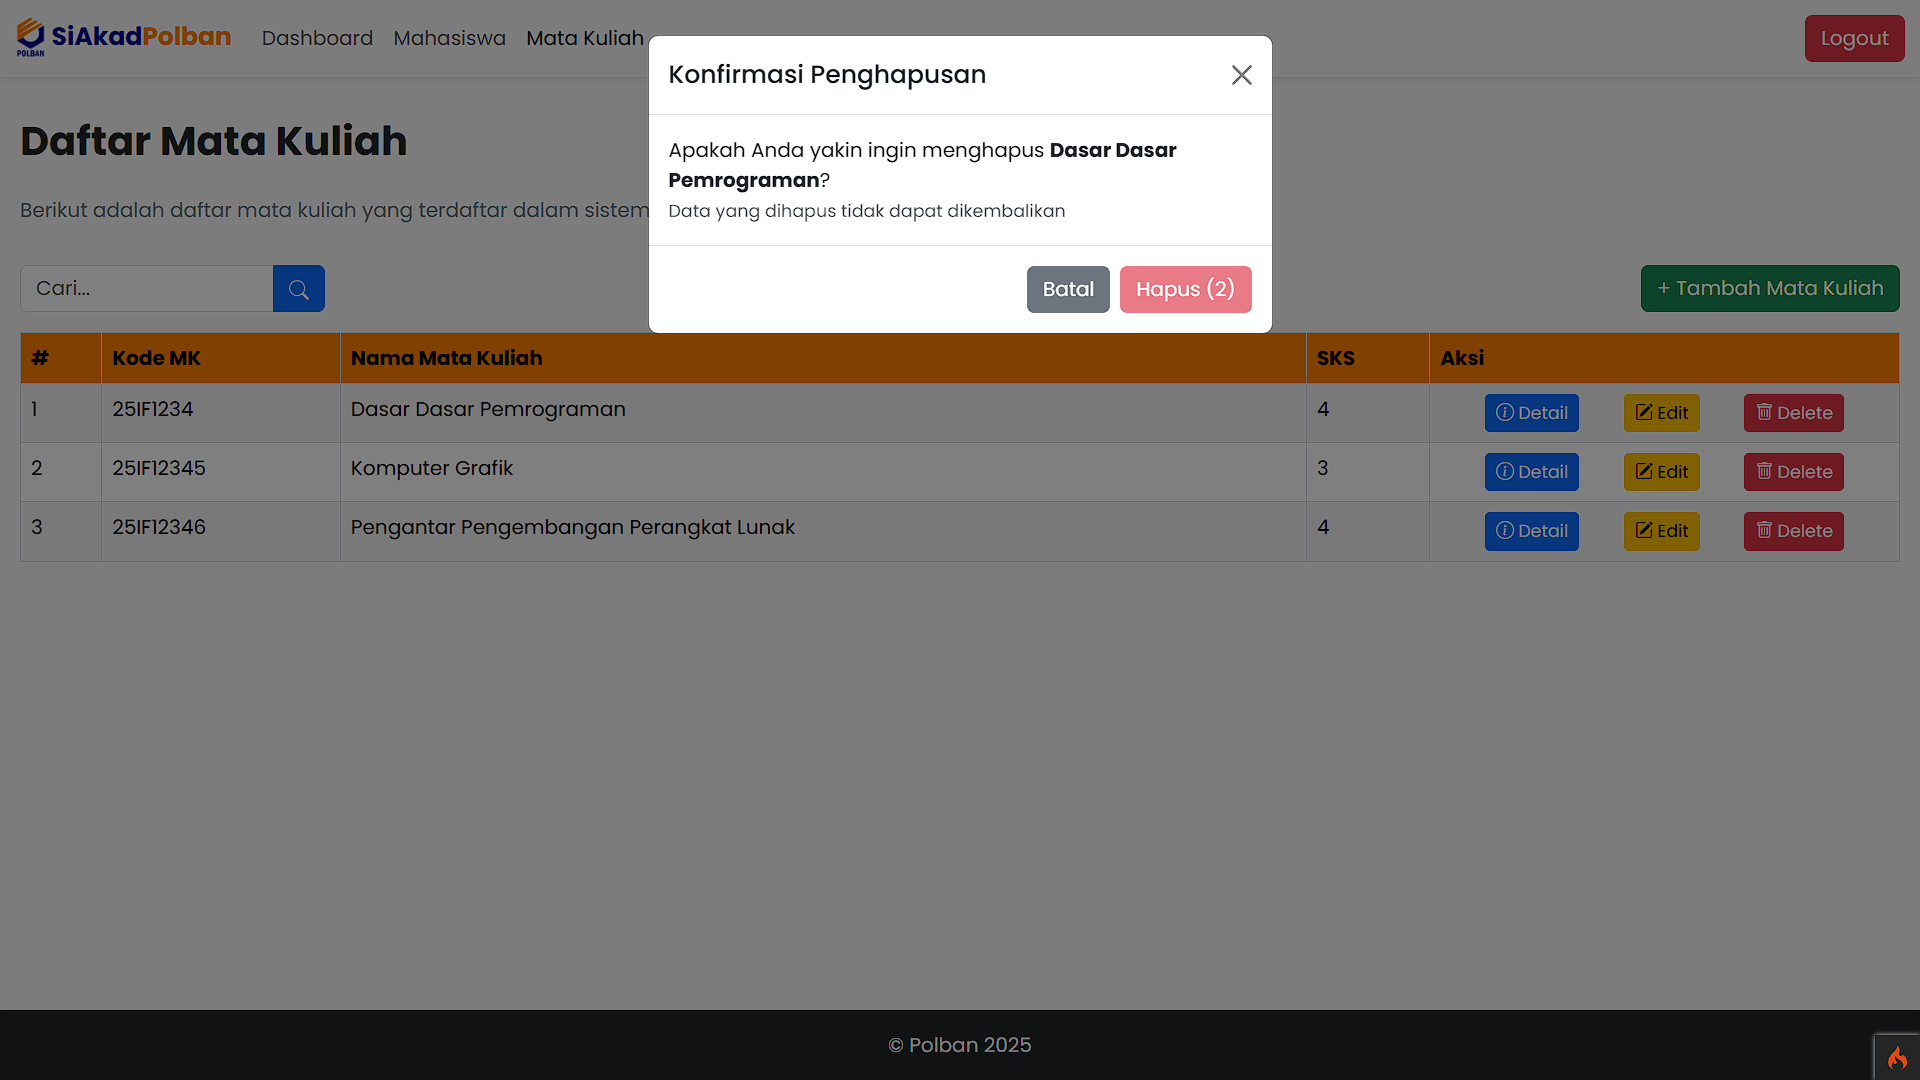 POLBAN
SiAkadPolban
Dashboard
Mahasiswa
Mata Kuliah
Logout
Konfirmasi Penghapusan
Apakah Anda yakin ingin menghapus Dasar Dasar
Pemrograman?
Data yang dihapus tidak dapat dikembalikan
Batal
Hapus (2)
Daftar Mata Kuliah
Berikut adalah daftar mata kuliah yang terdaftar dalam sistem
Cari...
+ Tambah Mata Kuliah
# Kode MK Nama Mata Kuliah SKS Aksi
1 25IF1234 Dasar Dasar Pemrograman 4 Detail Edit Delete
2 25IF12345 Komputer Grafik 3 Detail Edit Delete
3 25IF12346 Pengantar Pengembangan Perangkat Lunak 4 Detail Edit Delete
© Polban 2025